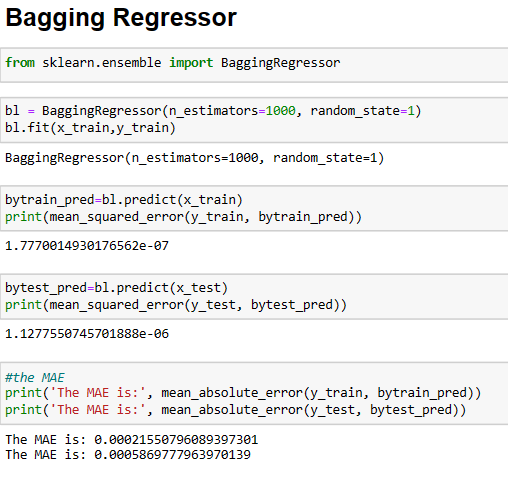 Bagging Regressor
from sklearn.ensemble import BaggingRegressor
bl = BaggingRegressor(n_estimators=1000, random_state=1)
bl.fit(x_train,y_train)
BaggingRegressor(n_estimators=1000, random_state=1)
bytrain_pred=bl.predict(x_train)
print(mean_squared_error(y_train, bytrain_pred))
1.7770014930176562e-07
bytest_pred=bl.predict(x_test)
print(mean_squared_error(y_test, bytest_pred))
1.1277550745701888e-06
#the MAE
print('The MAE is:', mean_absolute_error(y_train, bytrain_pred))
print('The MAE is:', mean_absolute_error(y_test, bytest_pred))
The MAE is: 0.00021550796089397301
The MAE is: 0.0005869777963970139